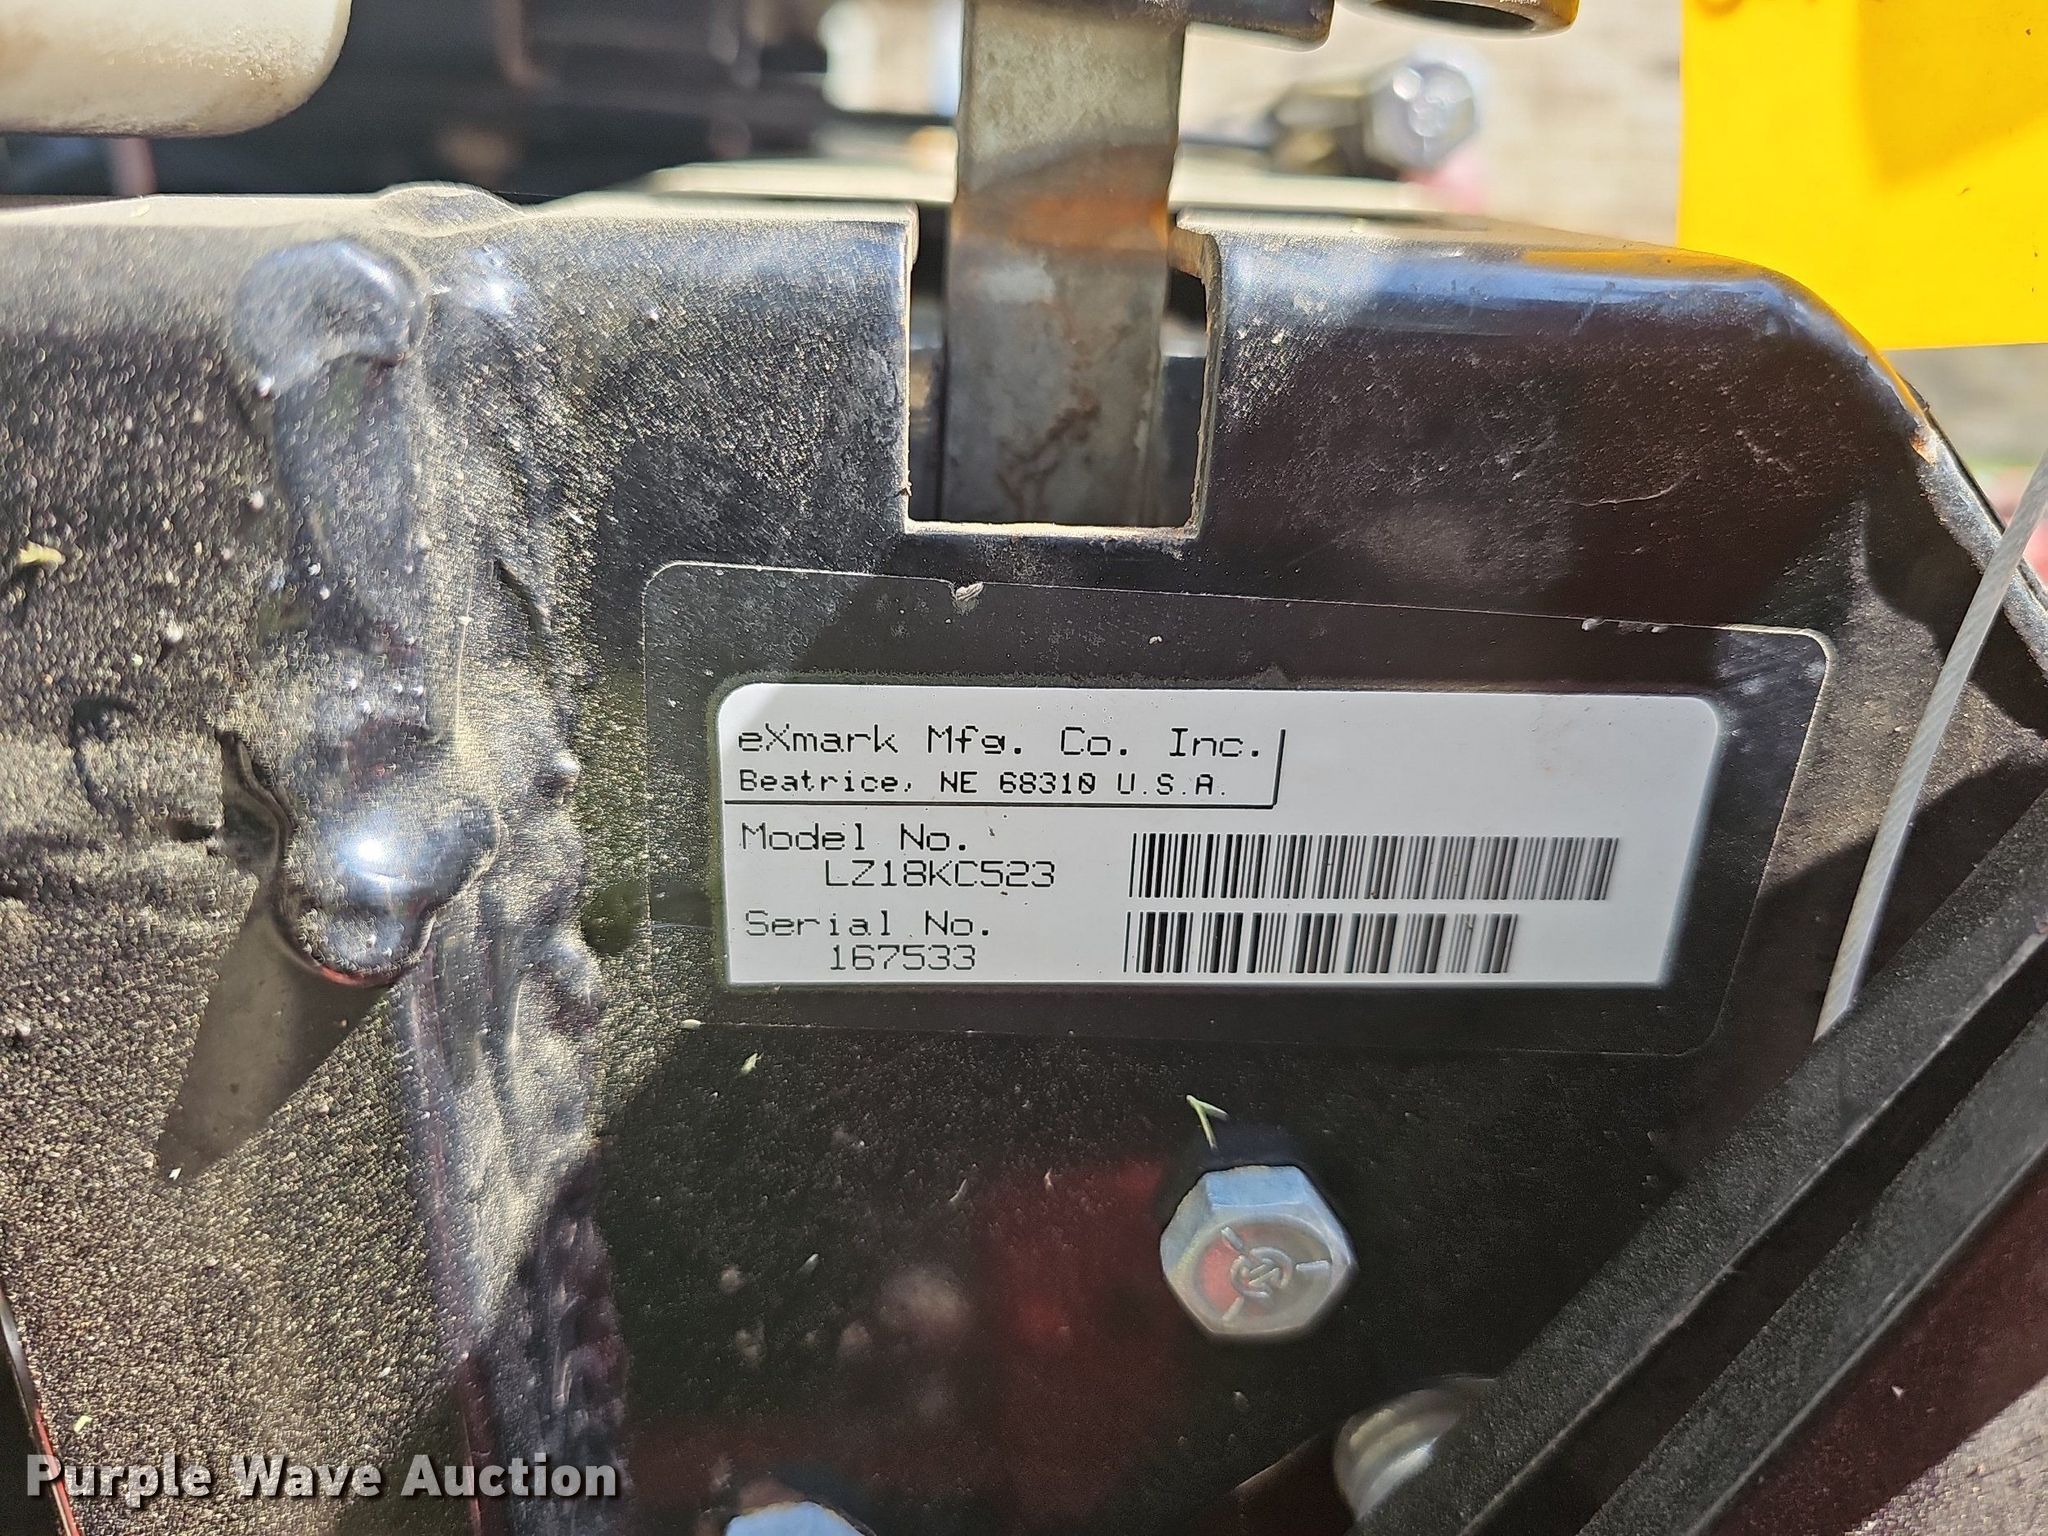 eXmark Mfg. Co. Inc.
Beatrice, NE 68310 U.S.A.
Model No.
LZ18KC523
Serial No.
167533
Purple Wave Auction